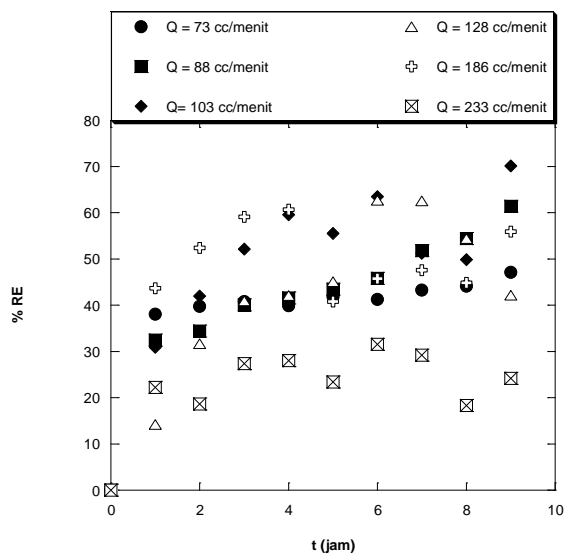 Q = 73 cc/menit
Q = 128 cc/menit
Q = 88 cc/menit
Q = 186 cc/menit
Q= 103 cc/menit
Q = 233 cc/menit
80
70
60
50
40
30
20
10
0
% RE
0 2 4 6 8 10
t (jam)